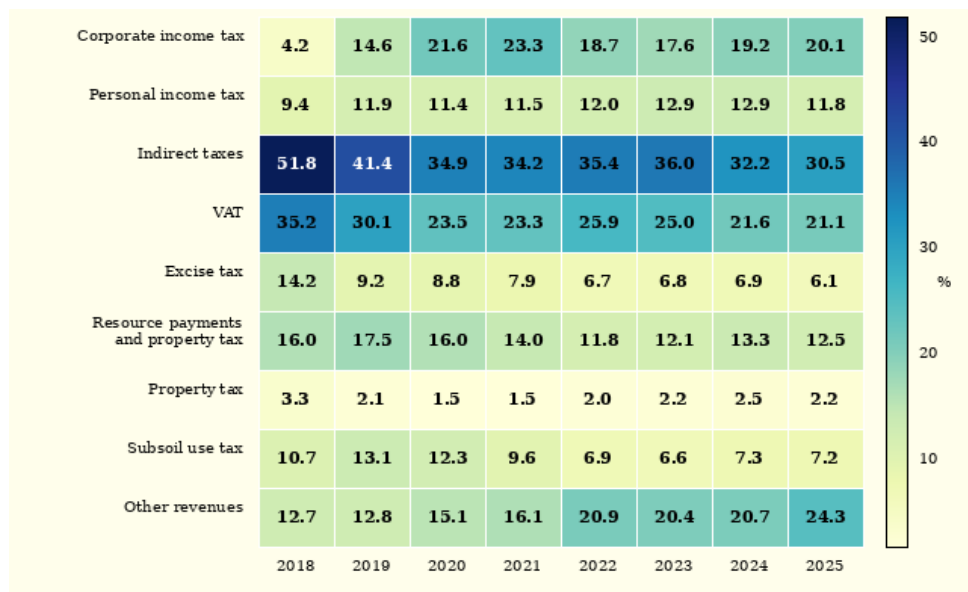 Corporate income tax 4.2 14.6 21.6 23.3 18.7 17.6 19.2 20.1
Personal income tax 9.4 11.9 11.4 11.5 12.0 12.9 12.9 11.8
Indirect taxes 51.8 41.4 34.9 34.2 35.4 36.0 32.2 30.5
VAT 35.2 30.1 23.5 23.3 25.9 25.0 21.6 21.1
Excise tax 14.2 9.2 8.8 7.9 6.7 6.8 6.9 6.1
Resource payments
and property tax 16.0 17.5 16.0 14.0 11.8 12.1 13.3 12.5
Property tax 3.3 2.1 1.5 1.5 2.0 2.2 2.5 2.2
Subsoil use tax 10.7 13.1 12.3 9.6 6.9 6.6 7.3 7.2
Other revenues 12.7 12.8 15.1 16.1 20.9 20.4 20.7 24.3
2018 2019 2020 2021 2022 2023 2024 2025
50
40
30
%
20
10